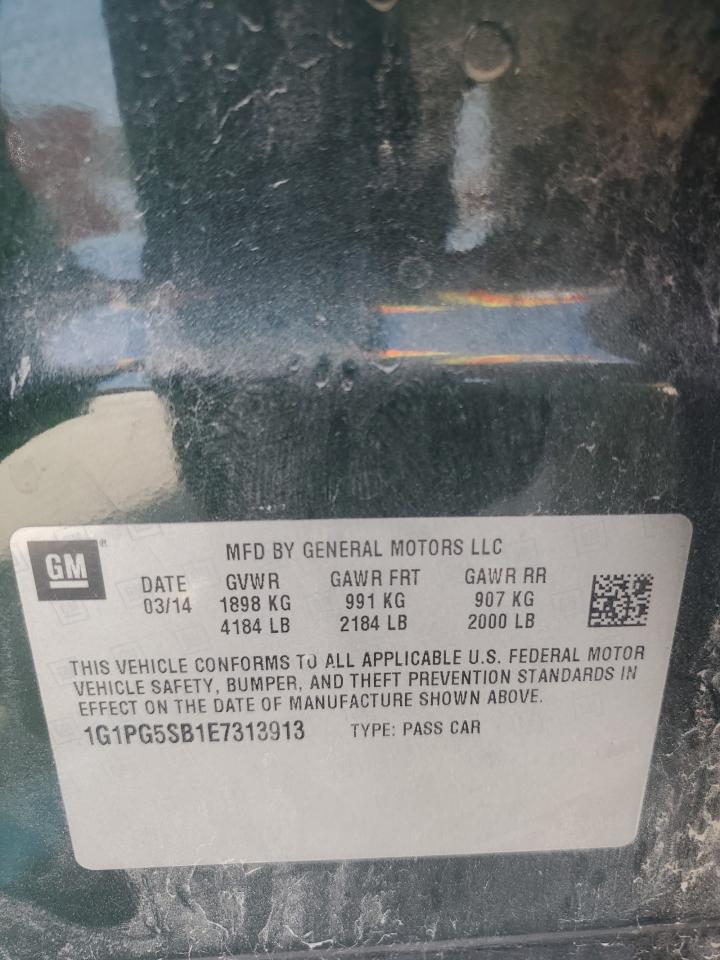 GM ®
MFD BY GENERAL MOTORS LLC
DATE GVWR GAWR FRT GAWR RR
03/14 1898 KG 991 KG 907 KG
4184 LB 2184 LB 2000 LB
THIS VEHICLE CONFORMS TO ALL APPLICABLE U.S. FEDERAL MOTOR
VEHICLE SAFETY, BUMPER, AND THEFT PREVENTION STANDARDS IN
EFFECT ON THE DATE OF MANUFACTURE SHOWN ABOVE.
1G1PG5SB1E7313913 TYPE: PASS CAR